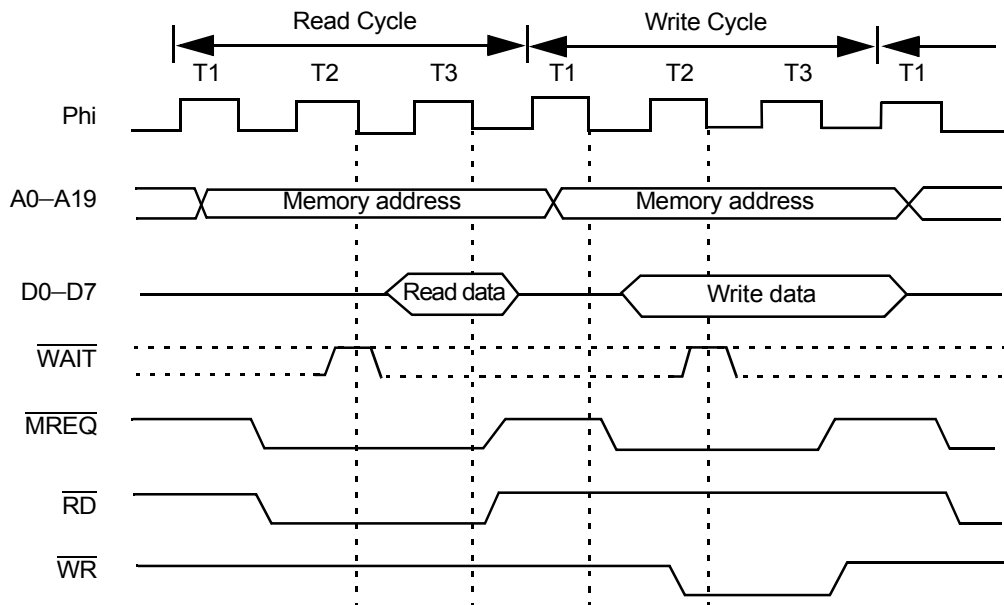 Read Cycle Write Cycle
T1 T2 T3 T1 T2 T3 T1
Phi
A0–A19 Memory address Memory address
D0–D7 Read data Write data
WAIT
MREQ
RD
WR